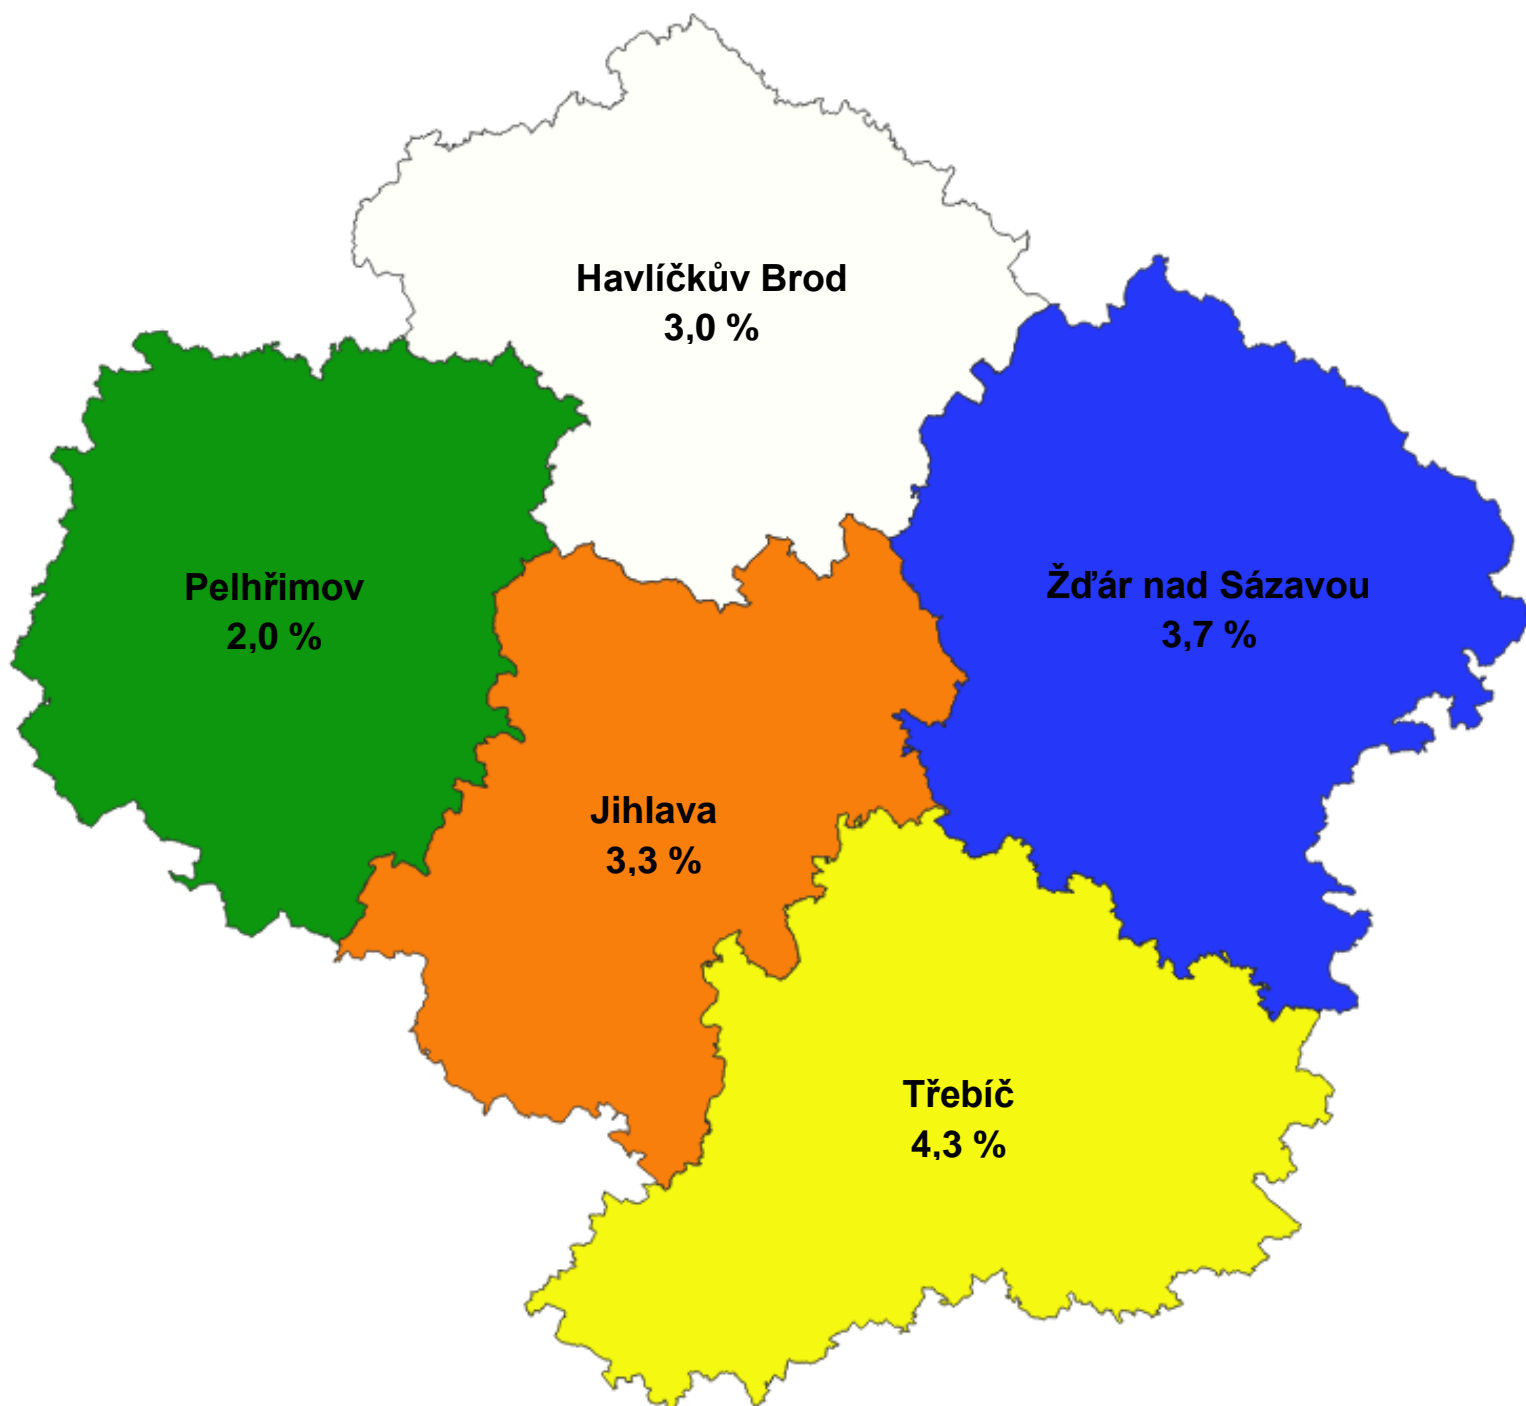 Havlíčkův Brod
3,0 %
Pelhřimov
2,0 %
Žďár nad Sázavou
3,7 %
Jihlava
3,3 %
Třebíč
4,3 %